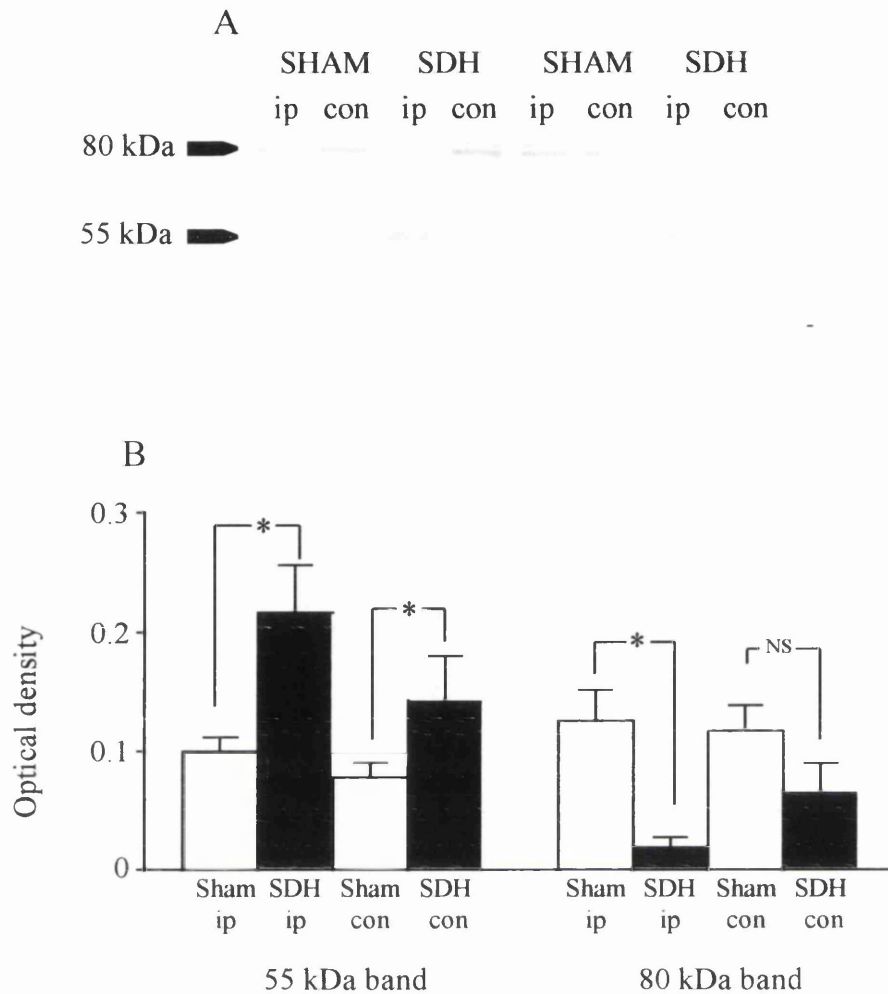 A
SHAM SDH SHAM SDH
ip con ip con ip con ip con
80 kDa
55 kDa
B
0.3
0.2
0.1
0
Optical density
* * * NS
Sham SDH Sham SDH Sham SDH Sham SDH
ip ip con con ip ip con con
55 kDa band 80 kDa band